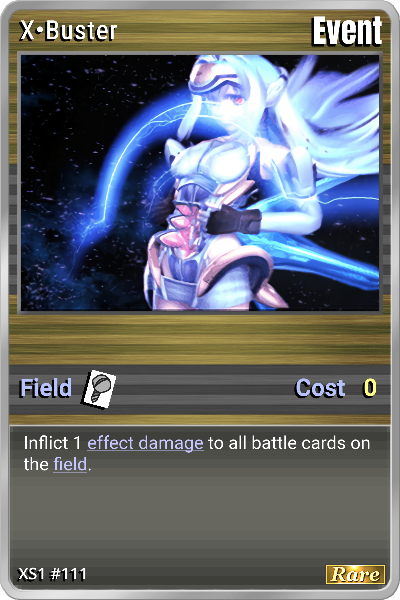 X•Buster
Event
Field
Cost 0
Inflict 1 effect damage to all battle cards on
the field.
XS1 #111
Rare